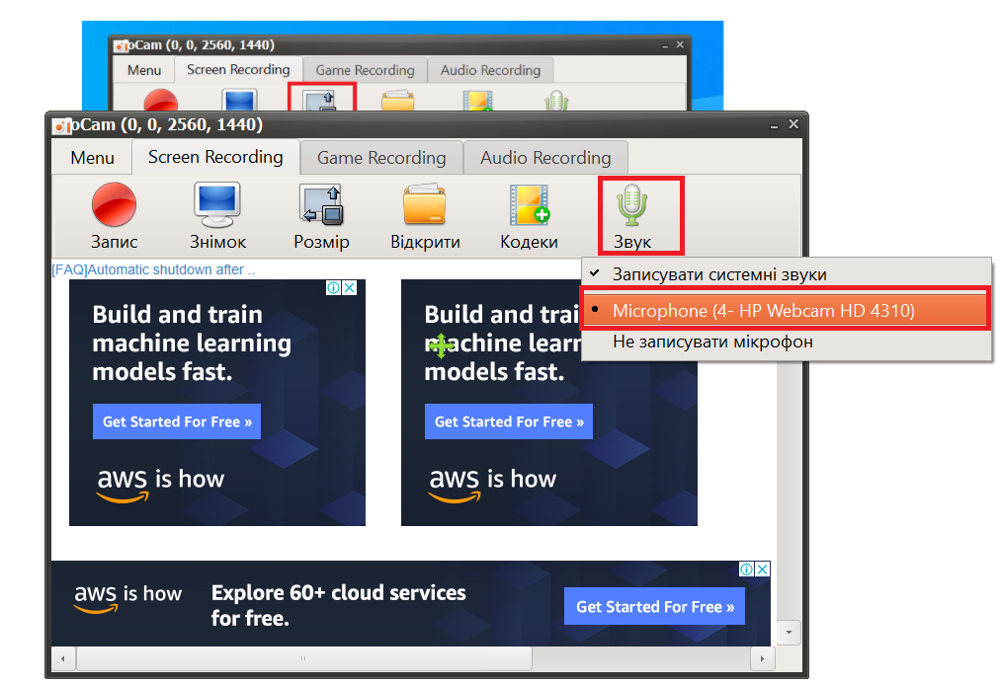 oCam (0, 0, 2560, 1440)
Menu Screen Recording Game Recording Audio Recording
oCam (0, 0, 2560, 1440)
Menu Screen Recording Game Recording Audio Recording
Запис Знімок Розмір Відкрити Кодеки Звук
[FAQ]Automatic shutdown after ..
Записувати системні звуки
Microphone (4- HP Webcam HD 4310)
Не записувати мікрофон
Build and train
machine learning
models fast.
Get Started For Free »
aws is how
Build and trai
machine learn
models fast.
Get Started For Free »
aws is how
aws is how
Explore 60+ cloud services
for free.
Get Started For Free »